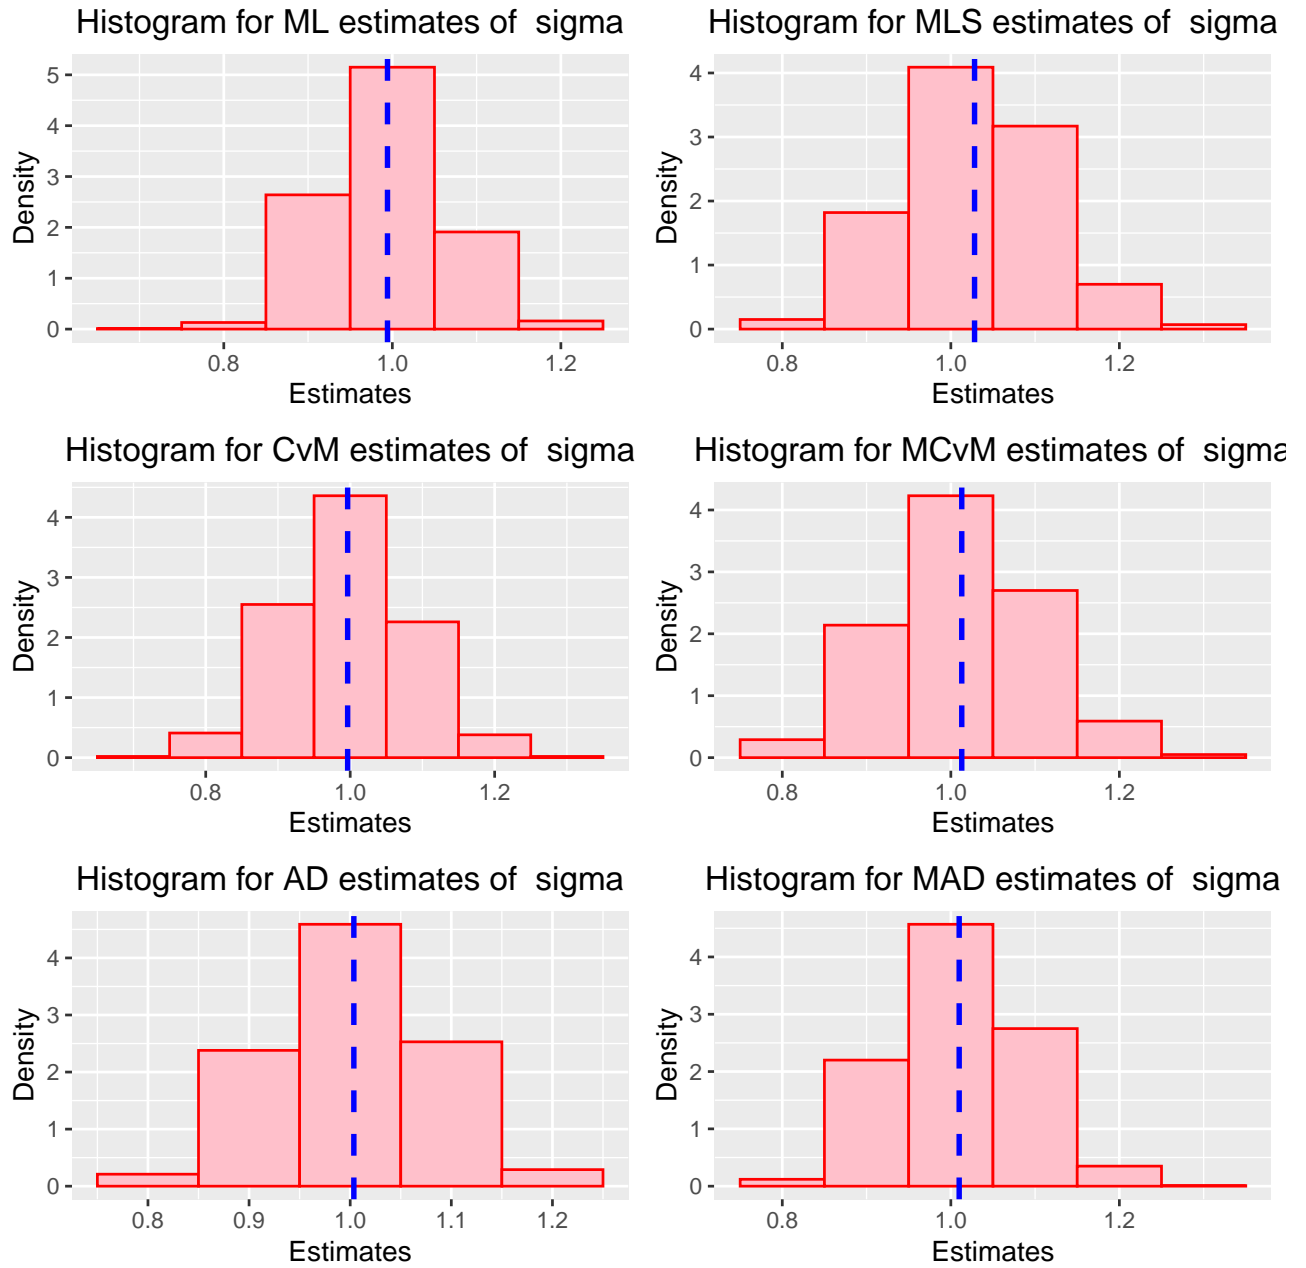 Histogram for ML estimates of  sigma
5
4
3
2
1
0
Density
0.8 1.0 1.2
Estimates
Histogram for MLS estimates of  sigma
4
3
2
1
0
Density
0.8 1.0 1.2
Estimates
Histogram for CvM estimates of  sigma
4
3
2
1
0
Density
0.8 1.0 1.2
Estimates
Histogram for MCvM estimates of  sigma
4
3
2
1
0
Density
0.8 1.0 1.2
Estimates
Histogram for AD estimates of  sigma
4
3
2
1
0
Density
0.8 0.9 1.0 1.1 1.2
Estimates
Histogram for MAD estimates of  sigma
4
3
2
1
0
Density
0.8 1.0 1.2
Estimates